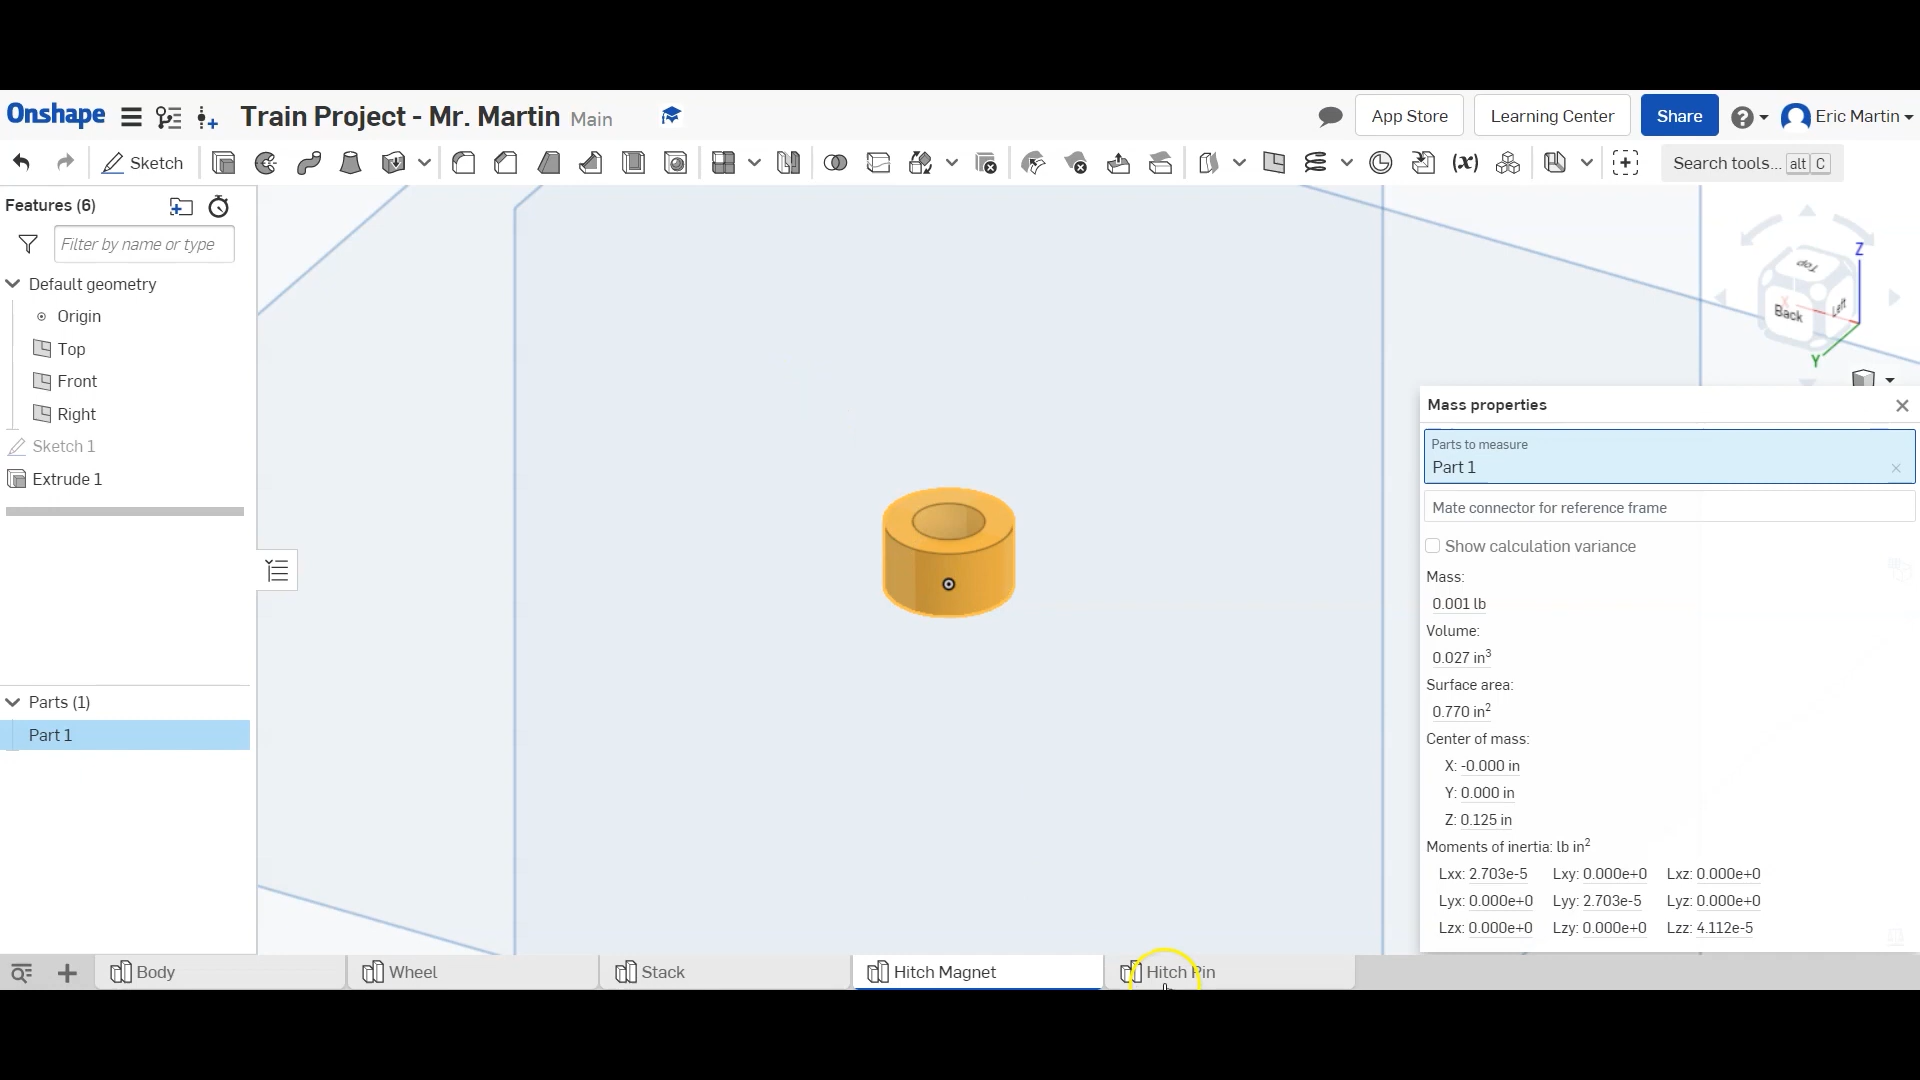 Onshape Train Project - Mr. Martin Main App Store Learning Center Share Eric Martin
Sketch (x) Search tools... alt C
Features (6)
Filter by name or type
Default geometry
Origin
Top
Front
Right
Sketch 1
Extrude 1
Parts (1)
Part 1
Z
Top
X
Back
Left
Y
Mass properties
Parts to measure
Part 1
Mate connector for reference frame
Show calculation variance
Mass:
0.001 lb
Volume:
0.027 in³
Surface area:
0.770 in²
Center of mass:
X: -0.000 in
Y: 0.000 in
Z: 0.125 in
Moments of inertia: lb in²
Lxx: 2.703e-5 Lxy: 0.000e+0 Lxz: 0.000e+0
Lyx: 0.000e+0 Lyy: 2.703e-5 Lyz: 0.000e+0
Lzx: 0.000e+0 Lzy: 0.000e+0 Lzz: 4.112e-5
Body Wheel Stack Hitch Magnet Hitch Pin